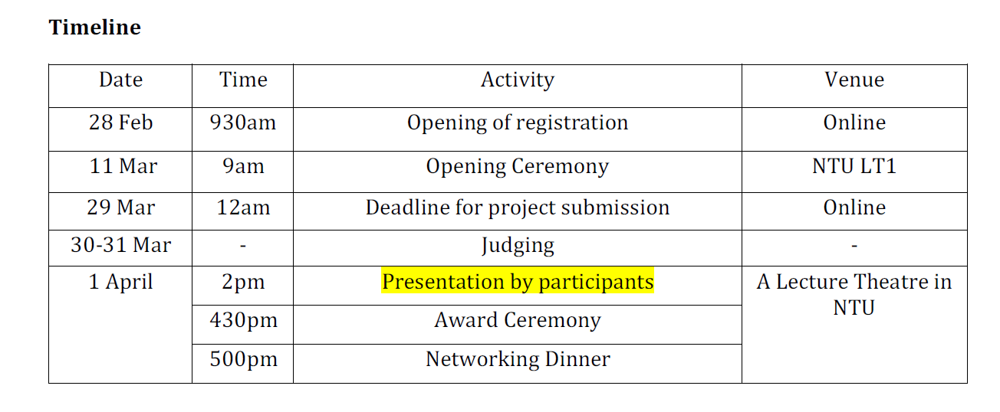 Timeline
Date Time Activity Venue
28 Feb 930am Opening of registration Online
11 Mar 9am Opening Ceremony NTU LT1
29 Mar 12am Deadline for project submission Online
30-31 Mar - Judging -
1 April 2pm Presentation by participants A Lecture Theatre in
NTU
430pm Award Ceremony
500pm Networking Dinner